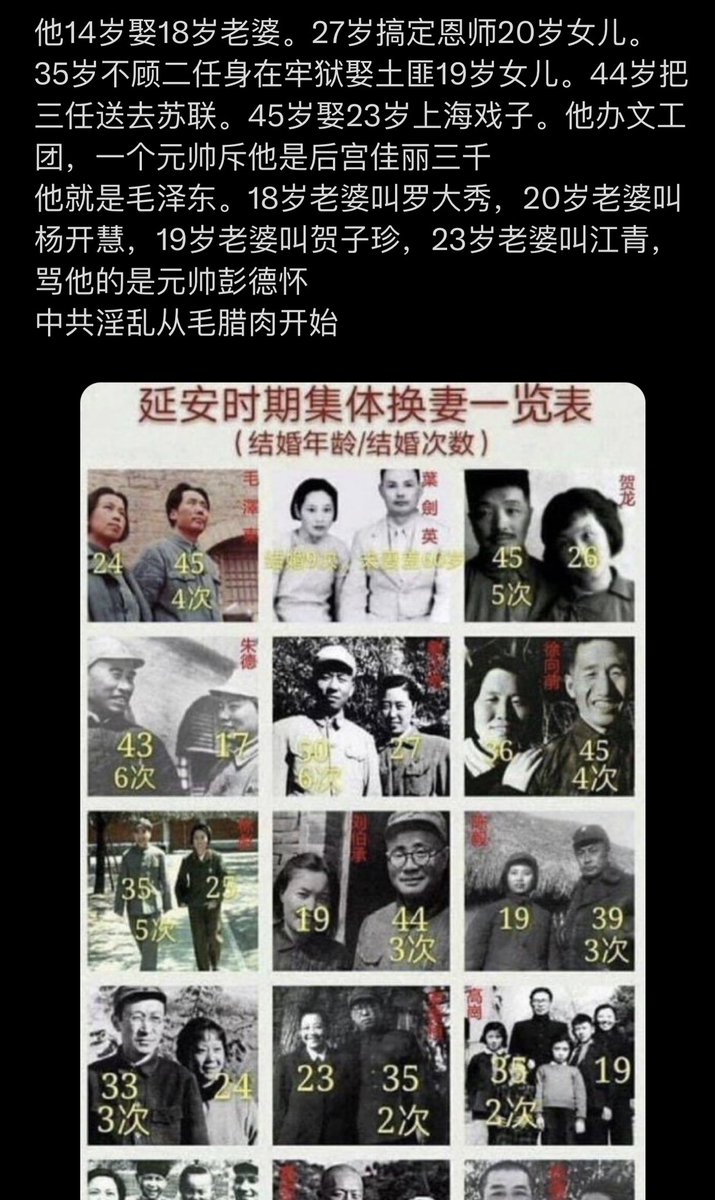 他14岁娶18岁老婆。27岁搞定恩师20岁女儿。
35岁不顾二任身在牢狱娶土匪19岁女儿。44岁把
三任送去苏联。45岁娶23岁上海戏子。他办文工
团，一个元帅斥他是后宫佳丽三千
他就是毛泽东。18岁老婆叫罗大秀，20岁老婆叫
杨开慧，19岁老婆叫贺子珍，23岁老婆叫江青，
骂他的是元帅彭德怀
中共淫乱从毛腊肉开始
延安时期集体换妻一览表
（结婚年龄/结婚次数）
毛澤東
24
45
4次
葉劍英
贺龙
45
26
5次
朱德
43
17
6次
50
27
6次
徐向前
36
45
4次
35
25
5次
刘伯承
19
44
3次
陈毅
19
39
3次
33
24
3次
23
35
2次
高崗
35
19
2次